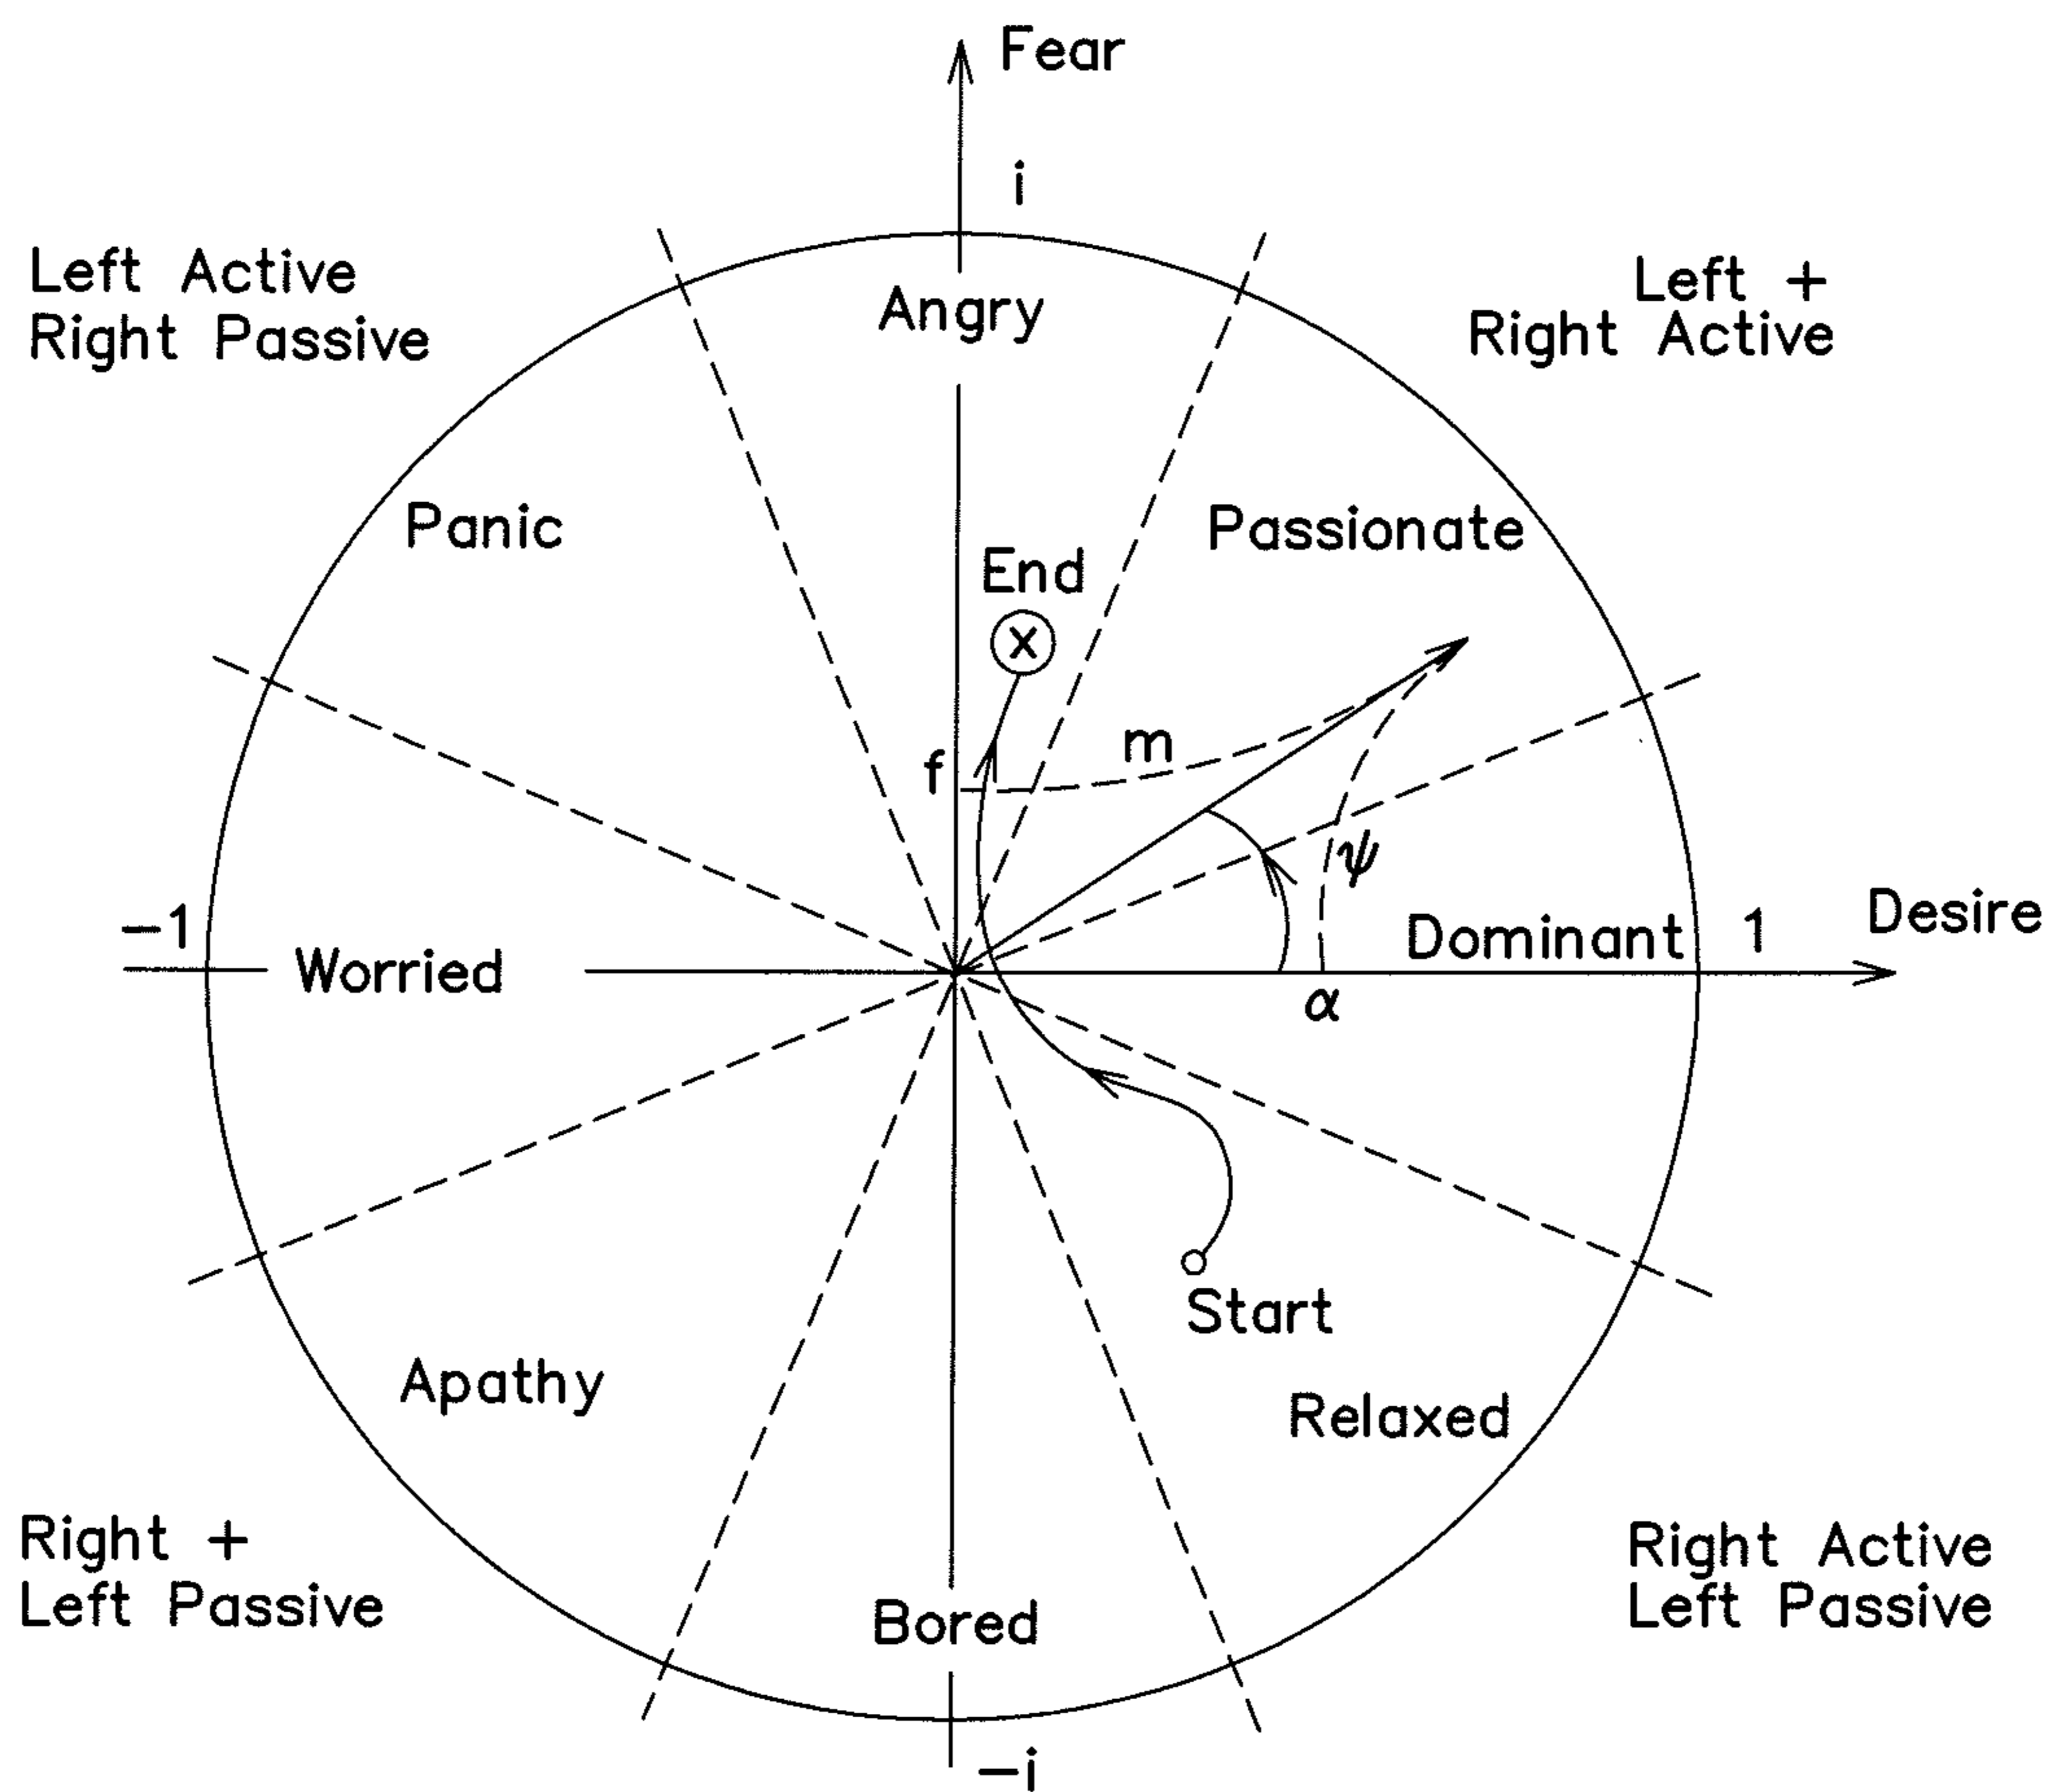 Fear
i
Left Active
Right Passive
Left +
Right Active
Angry
Panic
Passionate
End
x
f
m
ψ
-1
Worried
Dominant
1
Desire
α
Start
Apathy
Relaxed
Right +
Left Passive
Right Active
Left Passive
Bored
-i